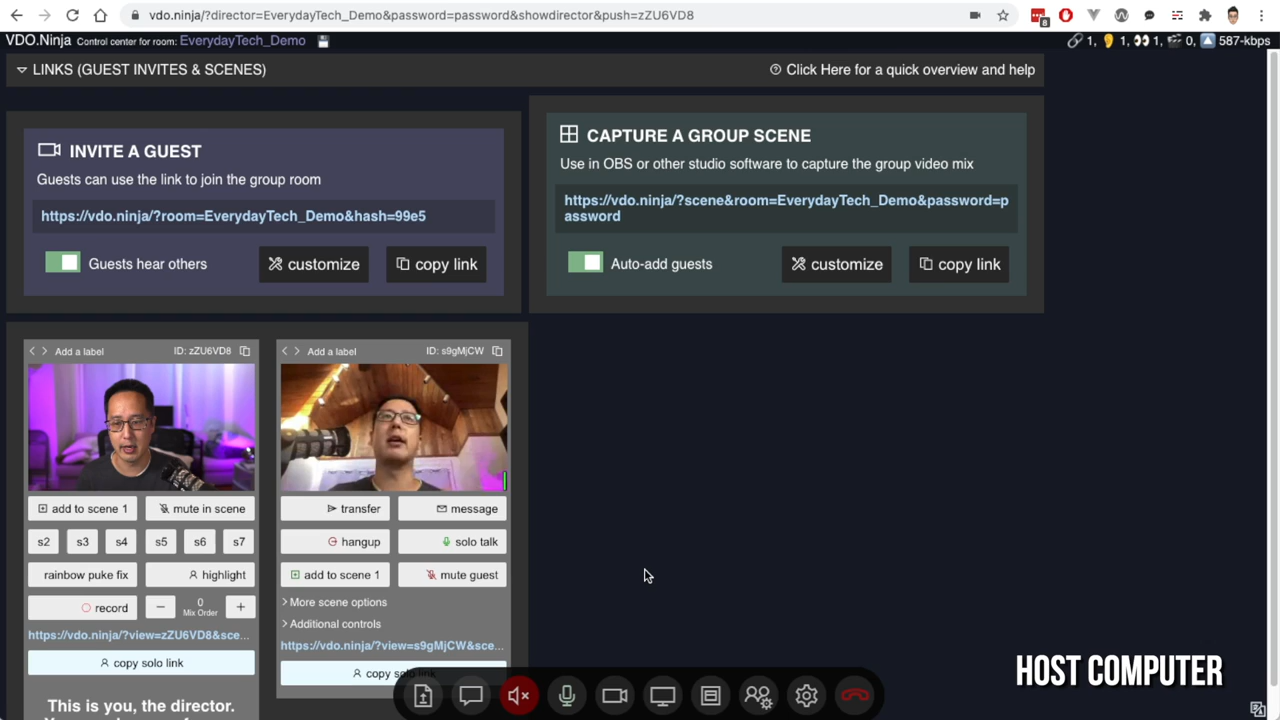 vdo.ninja/?director=EverydayTech_Demo&password=password&showdirector&push=zZU6VD8
8
VDO.Ninja Control center for room: EverydayTech_Demo
1, 1, 1, 0, 587-kbps
LINKS (GUEST INVITES & SCENES)
Click Here for a quick overview and help
INVITE A GUEST
Guests can use the link to join the group room
https://vdo.ninja/?room=EverydayTech_Demo&hash=99e5
Guests hear others
customize
copy link
CAPTURE A GROUP SCENE
Use in OBS or other studio software to capture the group video mix
https://vdo.ninja/?scene&room=EverydayTech_Demo&password=p
assword
Auto-add guests
customize
copy link
Add a label ID: zZU6VD8
add to scene 1 mute in scene
s2 s3 s4 s5 s6 s7
rainbow puke fix highlight
record − 0 +
Mix Order
https://vdo.ninja/?view=zZU6VD8&sce...
copy solo link
This is you, the director.
Add a label ID: s9gMjCW
transfer message
hangup solo talk
add to scene 1 mute guest
More scene options
Additional controls
https://vdo.ninja/?view=s9gMjCW&sce...
copy solo link
HOST COMPUTER